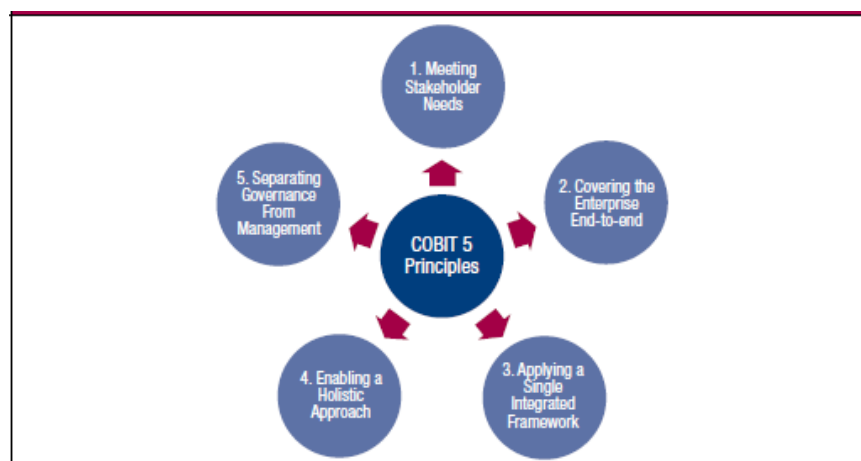 1. Meeting
Stakeholder
Needs
5. Separating
Governance
From
Management
2. Covering the
Enterprise
End-to-end
COBIT 5
Principles
4. Enabling a
Holistic
Approach
3. Applying a
Single
Integrated
Framework